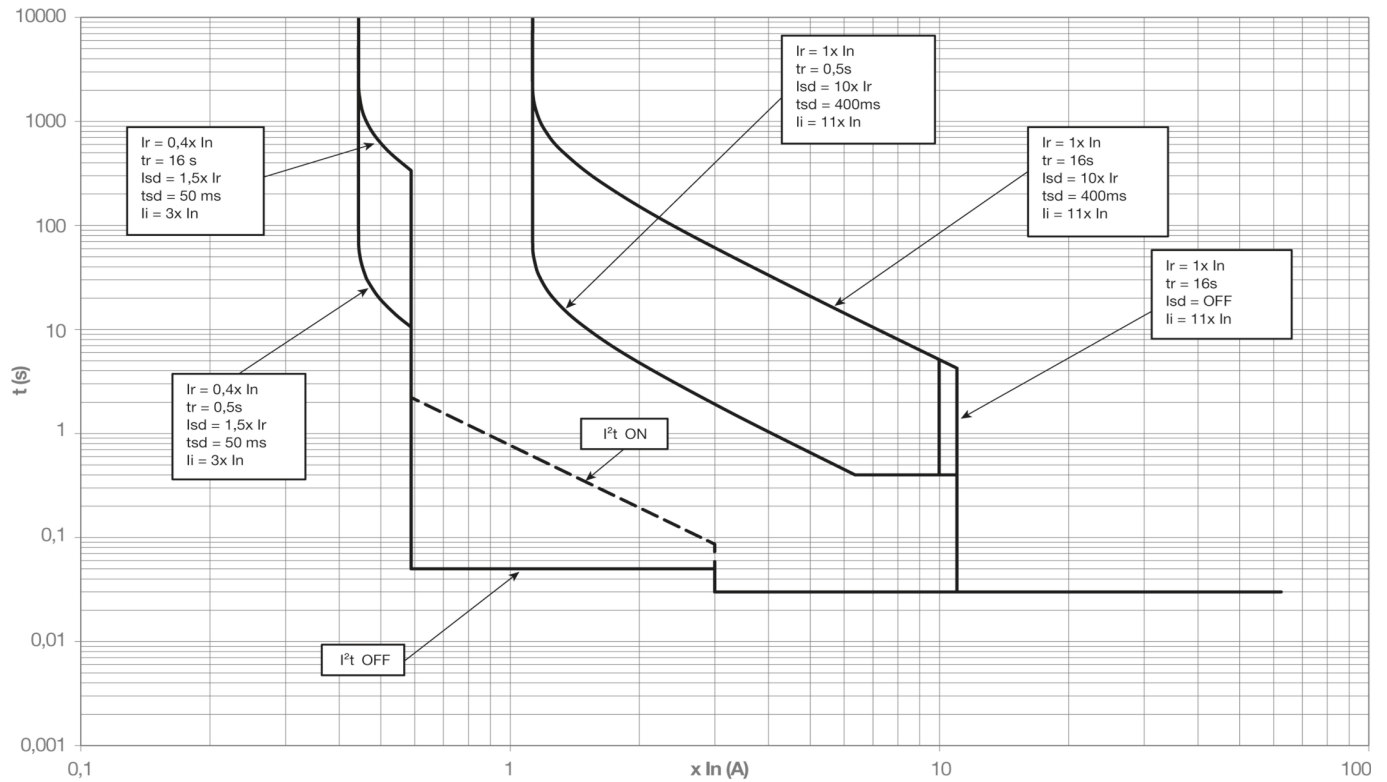 10000
1000
100
10
1
0,1
0,01
0,001
t (s)
Ir = 0,4x In
tr = 16 s
Isd = 1,5x Ir
tsd = 50 ms
Ii = 3x In
Ir = 0,4x In
tr = 0,5s
Isd = 1,5x Ir
tsd = 50 ms
Ii = 3x In
Ir = 1x In
tr = 0,5s
Isd = 10x Ir
tsd = 400ms
Ii = 11x In
Ir = 1x In
tr = 16s
Isd = 10x Ir
tsd = 400ms
Ii = 11x In
Ir = 1x In
tr = 16s
Isd = OFF
Ii = 11x In
I²t ON
I²t OFF
0,1
1
x In (A)
10
100